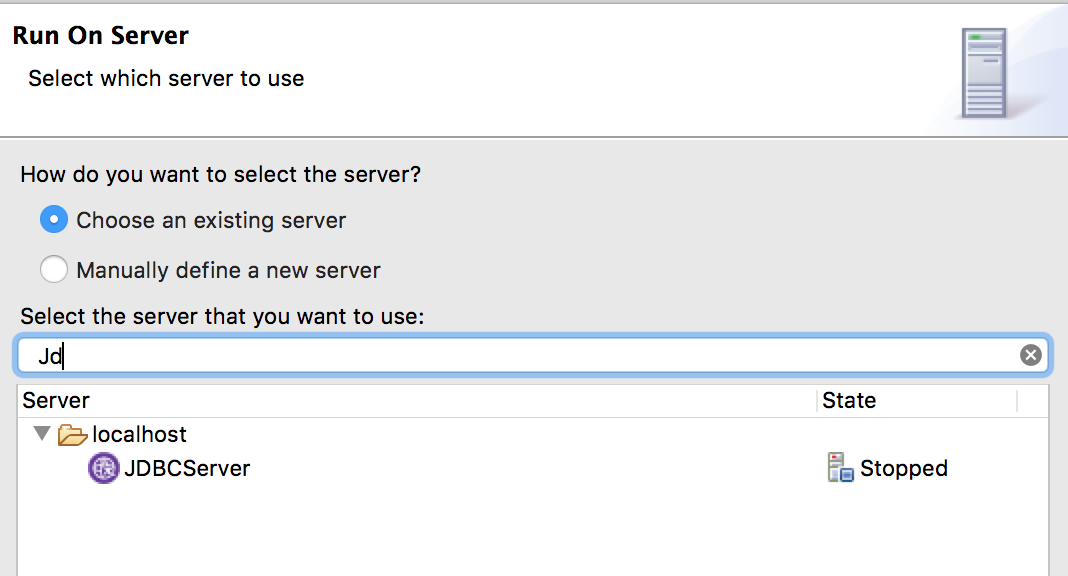 Run On Server
Select which server to use
How do you want to select the server?
Choose an existing server
Manually define a new server
Select the server that you want to use:
Jd
Server State
localhost
JDBCServer Stopped